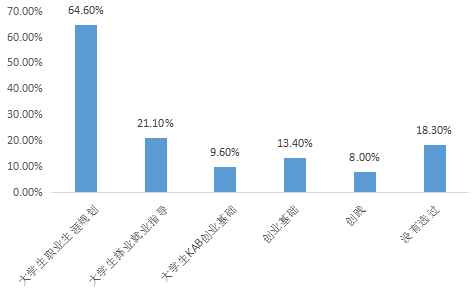 70.00%
60.00%
50.00%
40.00%
30.00%
20.00%
10.00%
0.00%
64.60%
21.10%
9.60%
13.40%
8.00%
18.30%
大学生职业生涯规划
大学生择业就业指导
大学生KAB创业基础
创业基础
创践
没有选过